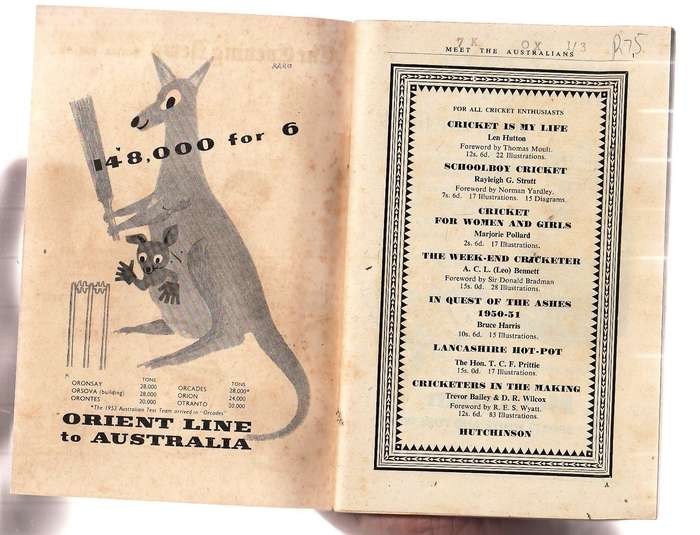 RARO
148,000 for 6
TONS TONS
ORONSAY 28,000 ORCADES 28,000*
ORSOVA (building) 28,000 ORION 24,000
ORONTES 20,000 OTRANTO 20,000
*The 1953 Australian Test Team arrived in "Orcades"
ORIENT LINE
to AUSTRALIA
7K OX 1/3 R75
MEET THE AUSTRALIANS
FOR ALL CRICKET ENTHUSIASTS
CRICKET IS MY LIFE
Len Hutton
Foreword by Thomas Moult.
12s. 6d. 22 Illustrations.
SCHOOLBOY CRICKET
Rayleigh G. Strutt
Foreword by Norman Yardley.
7s. 6d. 17 Illustrations. 15 Diagrams.
CRICKET
FOR WOMEN AND GIRLS
Marjorie Pollard
2s. 6d. 17 Illustrations.
THE WEEK-END CRICKETER
A. C. L. (Leo) Bennett
Foreword by Sir Donald Bradman
15s. 0d. 28 Illustrations.
IN QUEST OF THE ASHES
1950-51
Bruce Harris
10s. 6d. 15 Illustrations.
LANCASHIRE HOT-POT
The Hon. T. C. F. Prittie
15s. 0d. 17 Illustrations.
CRICKETERS IN THE MAKING
Trevor Bailey & D. R. Wilcox
Foreword by R. E. S. Wyatt.
12s. 6d. 83 Illustrations.
HUTCHINSON
A